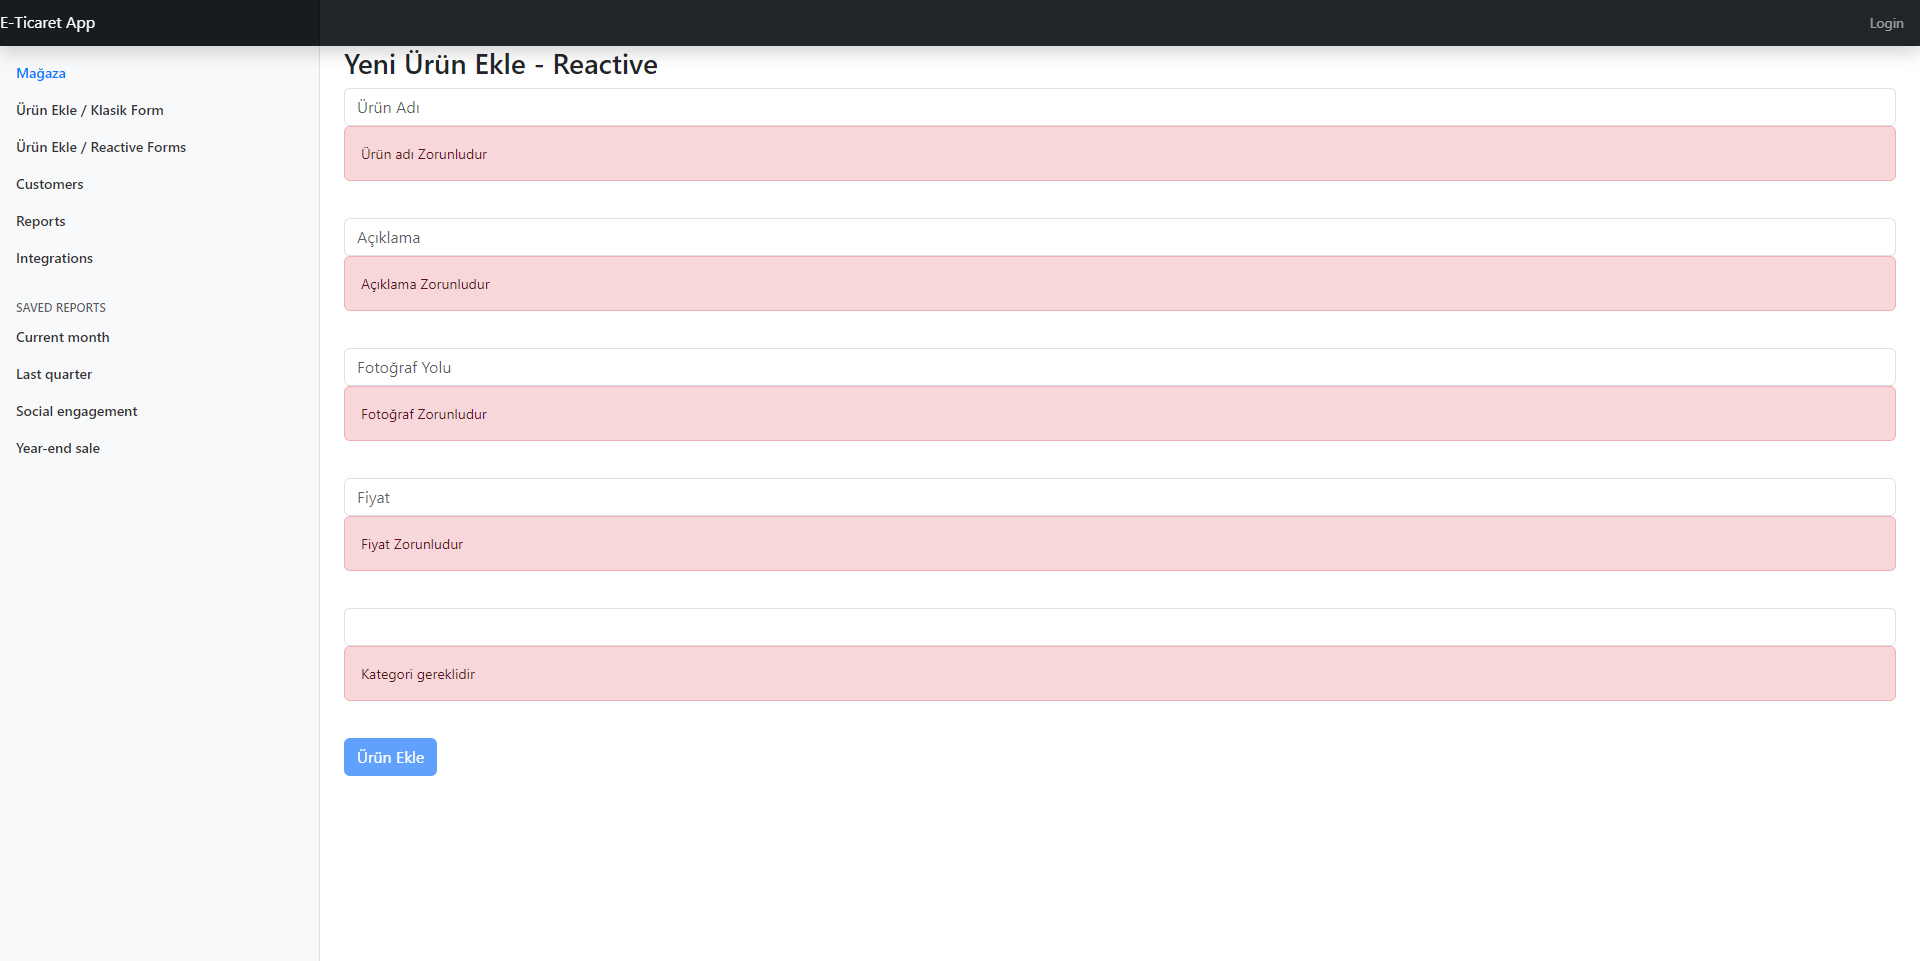 E-Ticaret App
Login
Mağaza
Ürün Ekle / Klasik Form
Ürün Ekle / Reactive Forms
Customers
Reports
Integrations
SAVED REPORTS
Current month
Last quarter
Social engagement
Year-end sale
Yeni Ürün Ekle - Reactive
Ürün Adı
Ürün adı Zorunludur
Açıklama
Açıklama Zorunludur
Fotoğraf Yolu
Fotoğraf Zorunludur
Fiyat
Fiyat Zorunludur
Kategori gereklidir
Ürün Ekle